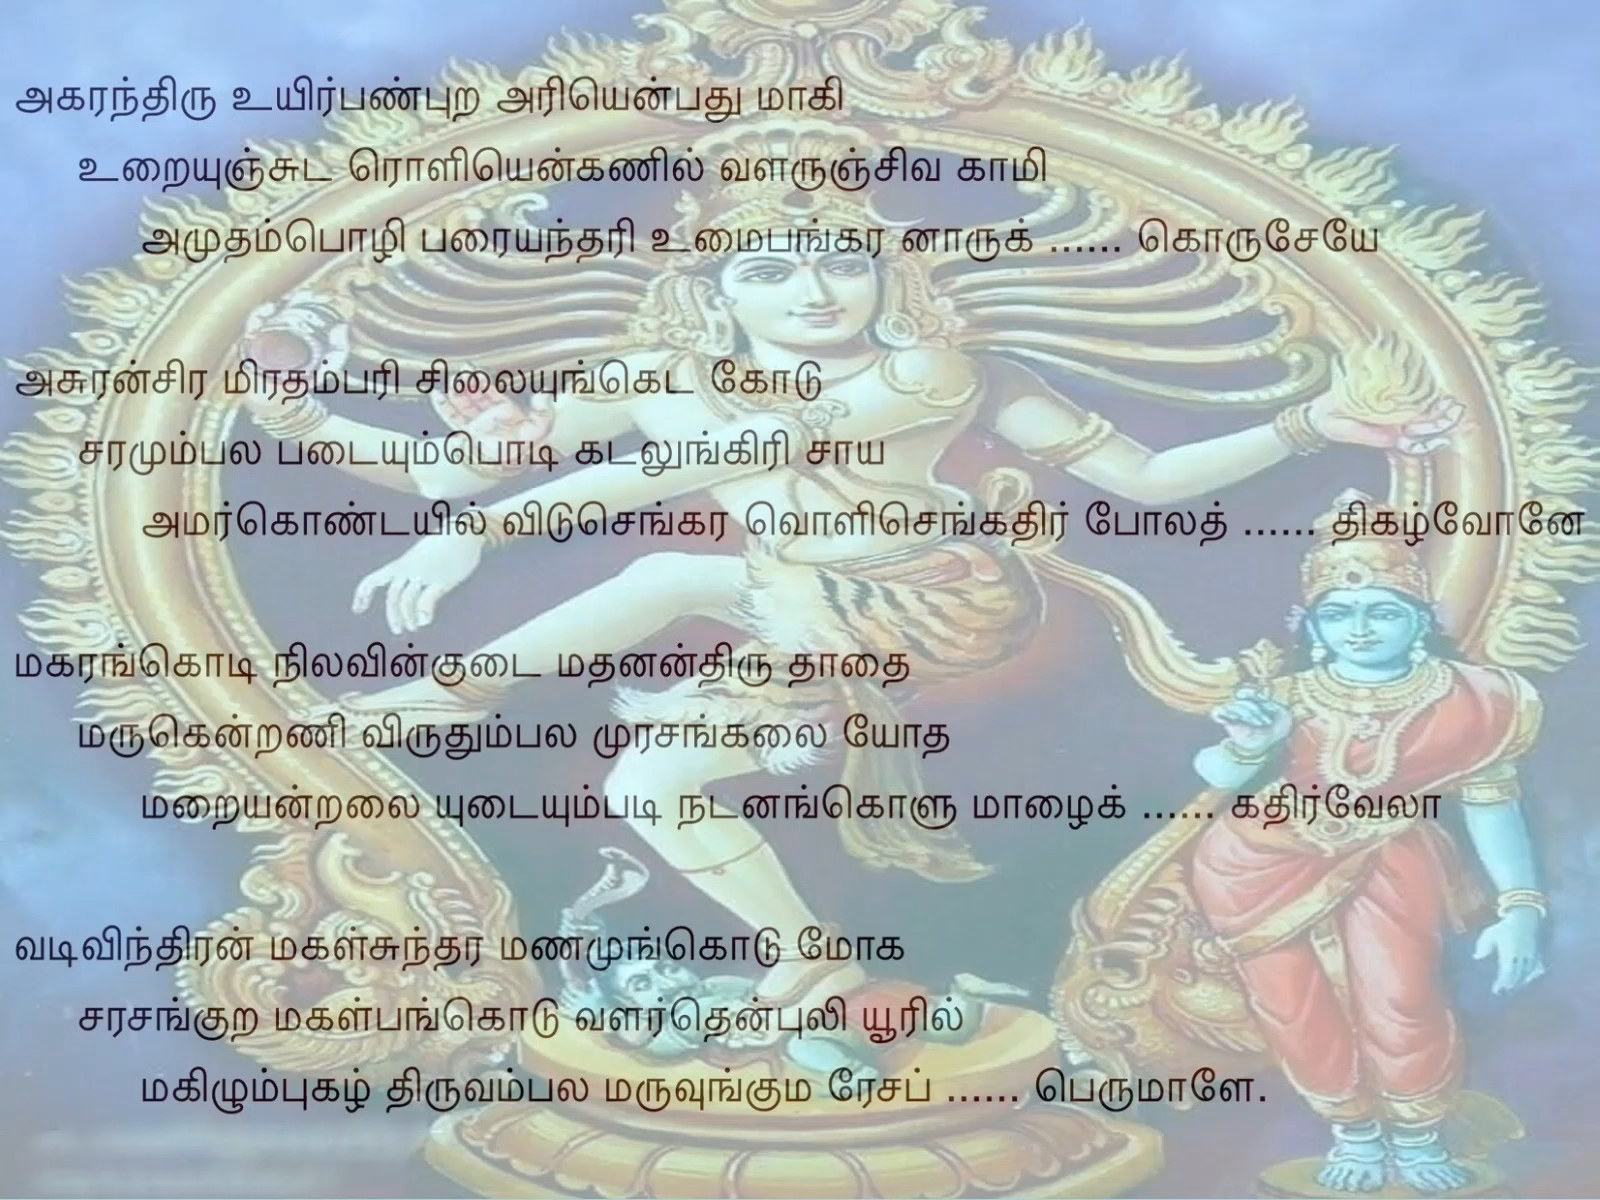 அகரந்திரு உயிர்பண்புற அரியென்பது மாகி
உறையுஞ்சுட ரொளியென்கணில் வளருஞ்சிவ காமி
அமுதம்பொழி பரையந்தரி உமைபங்கர னாருக் ...... கொருசேயே
அசுரன்சிர மிரதம்பரி சிலையுங்கெட கோடு
சரமும்பல படையும்பொடி கடலுங்கிரி சாய
அமர்கொண்டயில் விடுசெங்கர வொளிசெங்கதிர் போலத் ...... திகழ்வோனே
மகரங்கொடி நிலவின்குடை மதனன்திரு தாதை
மருகென்றணி விருதும்பல முரசங்கலை யோத
மறையன்றலை யுடையும்படி நடனங்கொளு மாழைக் ...... கதிர்வேலா
வடிவிந்திரன் மகள்சுந்தர மணமுங்கொடு மோக
சரசங்குற மகள்பங்கொடு வளர்தென்புலி யூரில்
மகிழும்புகழ் திருவம்பல மருவுங்கும ரேசப் ...... பெருமாளே.